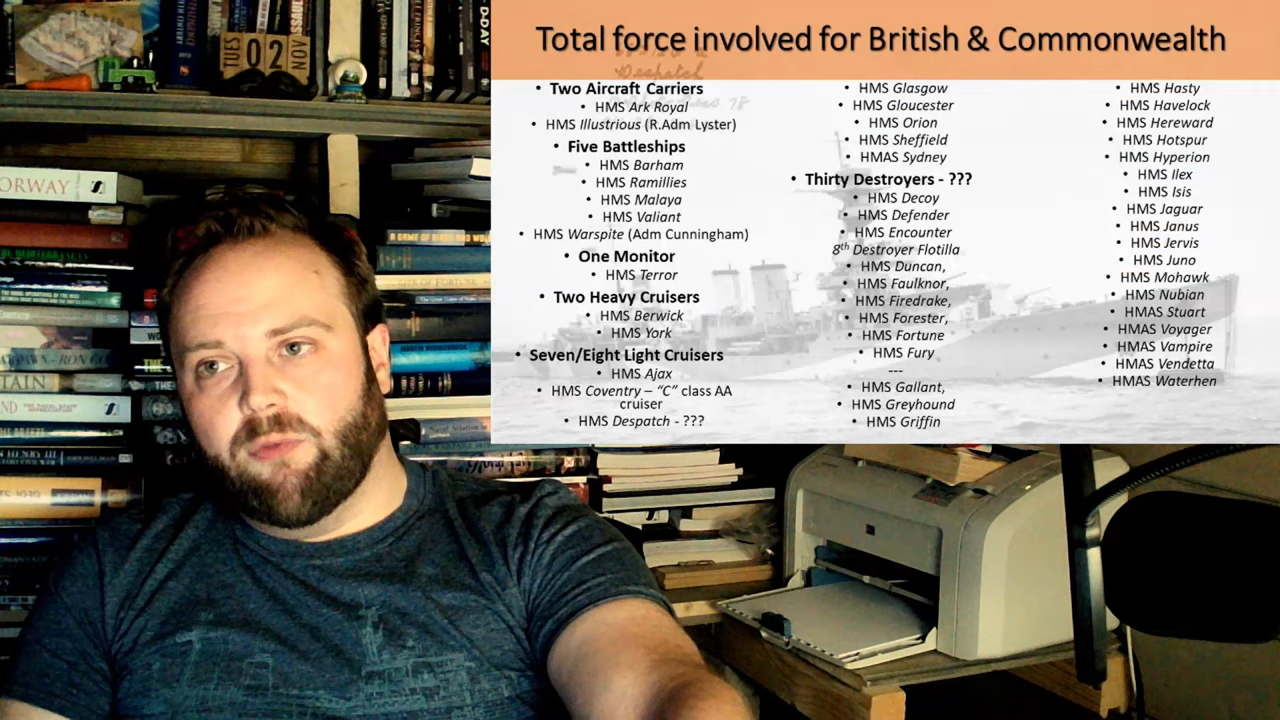 Total force involved for British & Commonwealth
• Two Aircraft Carriers
• HMS Ark Royal
• HMS Illustrious (R.Adm Lyster)
• Five Battleships
• HMS Barham
• HMS Ramillies
• HMS Malaya
• HMS Valiant
• HMS Warspite (Adm Cunningham)
• One Monitor
• HMS Terror
• Two Heavy Cruisers
• HMS Berwick
• HMS York
• Seven/Eight Light Cruisers
• HMS Ajax
• HMS Coventry – “C” class AA
cruiser
• HMS Despatch - ???
• HMS Glasgow
• HMS Gloucester
• HMS Orion
• HMS Sheffield
• HMAS Sydney
• Thirty Destroyers - ???
• HMS Decoy
• HMS Defender
• HMS Encounter
8th Destroyer Flotilla
• HMS Duncan,
• HMS Faulknor,
• HMS Firedrake,
• HMS Forester,
• HMS Fortune
• HMS Fury
---
• HMS Gallant,
• HMS Greyhound
• HMS Griffin
• HMS Hasty
• HMS Havelock
• HMS Hereward
• HMS Hotspur
• HMS Hyperion
• HMS Ilex
• HMS Isis
• HMS Jaguar
• HMS Janus
• HMS Jervis
• HMS Juno
• HMS Mohawk
• HMS Nubian
• HMAS Stuart
• HMAS Voyager
• HMAS Vampire
• HMAS Vendetta
• HMAS Waterhen
Despatch
TUES 02 NOV
D-DAY
ORWAY
TAIN